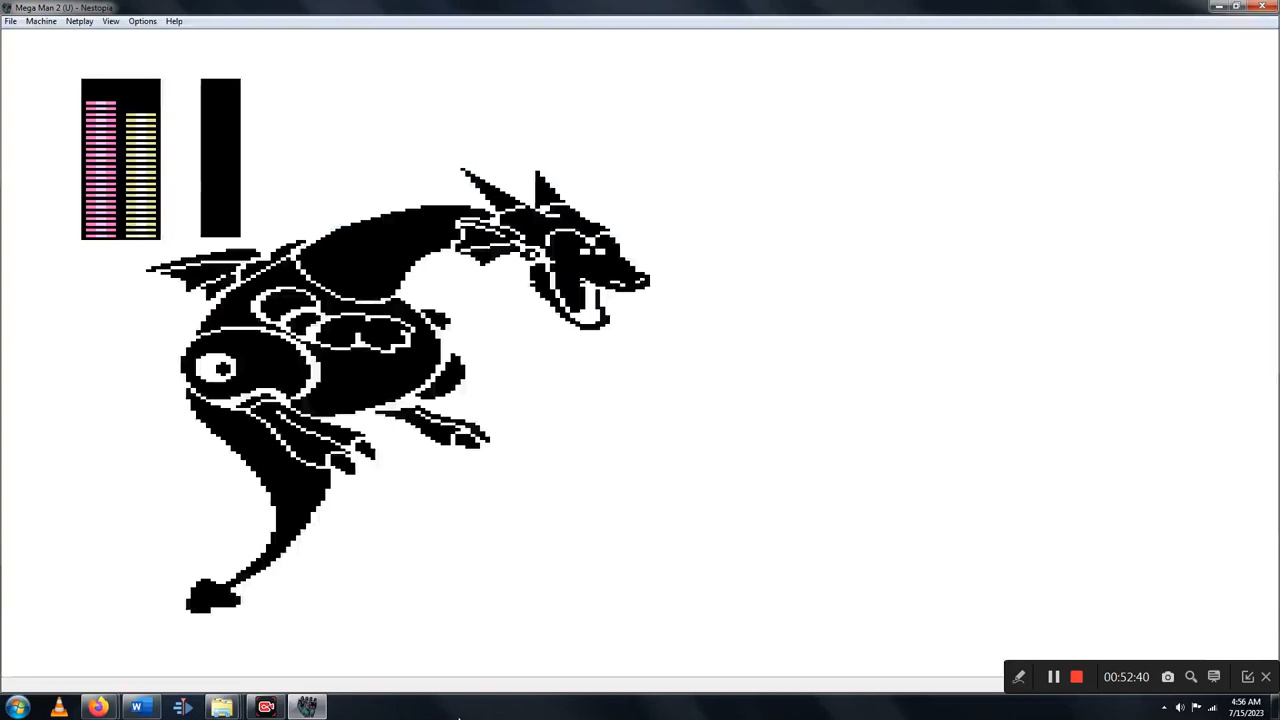 Mega Man 2 (U) - Nestopia
File Machine Netplay View Options Help
00:52:40
W
4:56 AM
7/15/2023